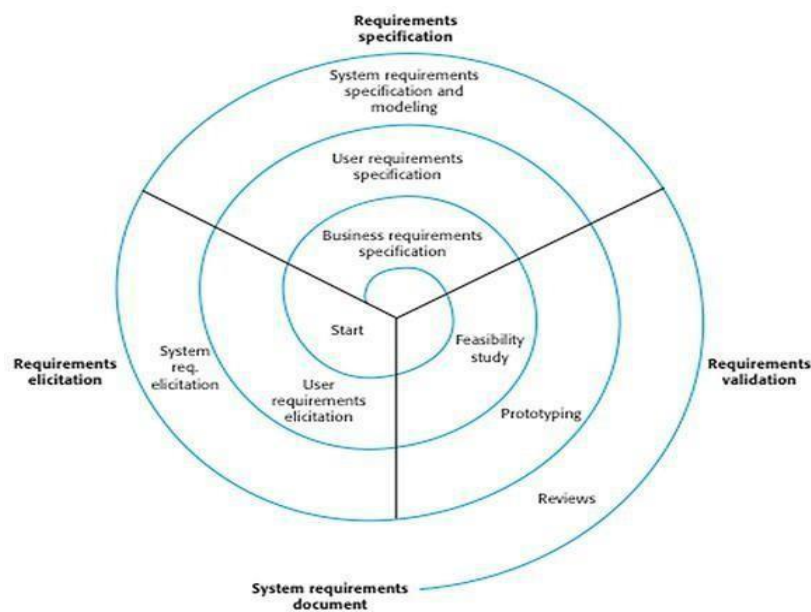 Requirements
specification
System requirements
specification and
modeling
User requirements
specification
Business requirements
specification
Start
Feasibility
study
Requirements
elicitation
System
req.
elicitation
User
requirements
elicitation
Requirements
validation
Prototyping
Reviews
System requirements
document